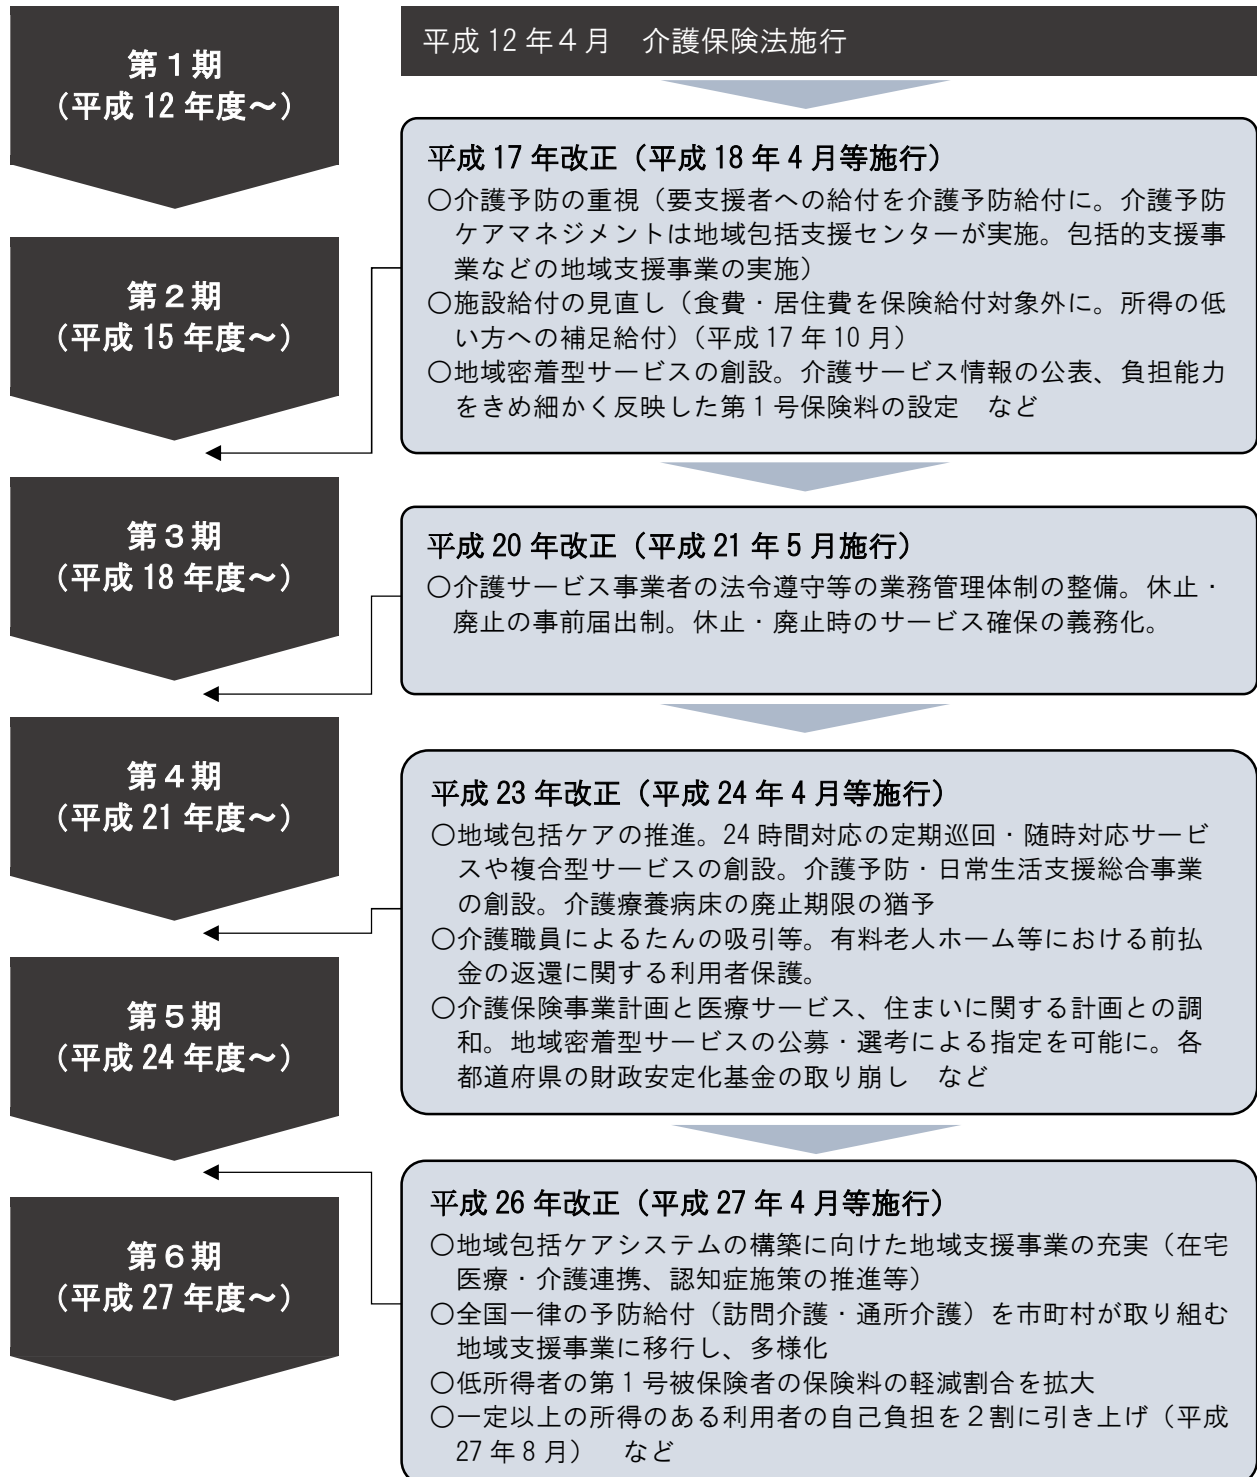 第１期
（平成 12 年度～）
平成 12 年４月　介護保険法施行
平成 17 年改正（平成 18 年 4 月等施行）
○介護予防の重視（要支援者への給付を介護予防給付に。介護予防
ケアマネジメントは地域包括支援センターが実施。包括的支援事
業などの地域支援事業の実施）
○施設給付の見直し（食費・居住費を保険給付対象外に。所得の低
い方への補足給付）（平成 17 年 10 月）
○地域密着型サービスの創設。介護サービス情報の公表、負担能力
をきめ細かく反映した第１号保険料の設定　など
第２期
（平成 15 年度～）
第３期
（平成 18 年度～）
平成 20 年改正（平成 21 年 5 月施行）
○介護サービス事業者の法令遵守等の業務管理体制の整備。休止・
廃止の事前届出制。休止・廃止時のサービス確保の義務化。
第４期
（平成 21 年度～）
平成 23 年改正（平成 24 年 4 月等施行）
○地域包括ケアの推進。24 時間対応の定期巡回・随時対応サービ
スや複合型サービスの創設。介護予防・日常生活支援総合事業
の創設。介護療養病床の廃止期限の猶予
○介護職員によるたんの吸引等。有料老人ホーム等における前払
金の返還に関する利用者保護。
○介護保険事業計画と医療サービス、住まいに関する計画との調
和。地域密着型サービスの公募・選考による指定を可能に。各
都道府県の財政安定化基金の取り崩し　など
第５期
（平成 24 年度～）
第６期
（平成 27 年度～）
平成 26 年改正（平成 27 年 4 月等施行）
○地域包括ケアシステムの構築に向けた地域支援事業の充実（在宅
医療・介護連携、認知症施策の推進等）
○全国一律の予防給付（訪問介護・通所介護）を市町村が取り組む
地域支援事業に移行し、多様化
○低所得者の第１号被保険者の保険料の軽減割合を拡大
○一定以上の所得のある利用者の自己負担を２割に引き上げ（平成
27 年 8 月）　など